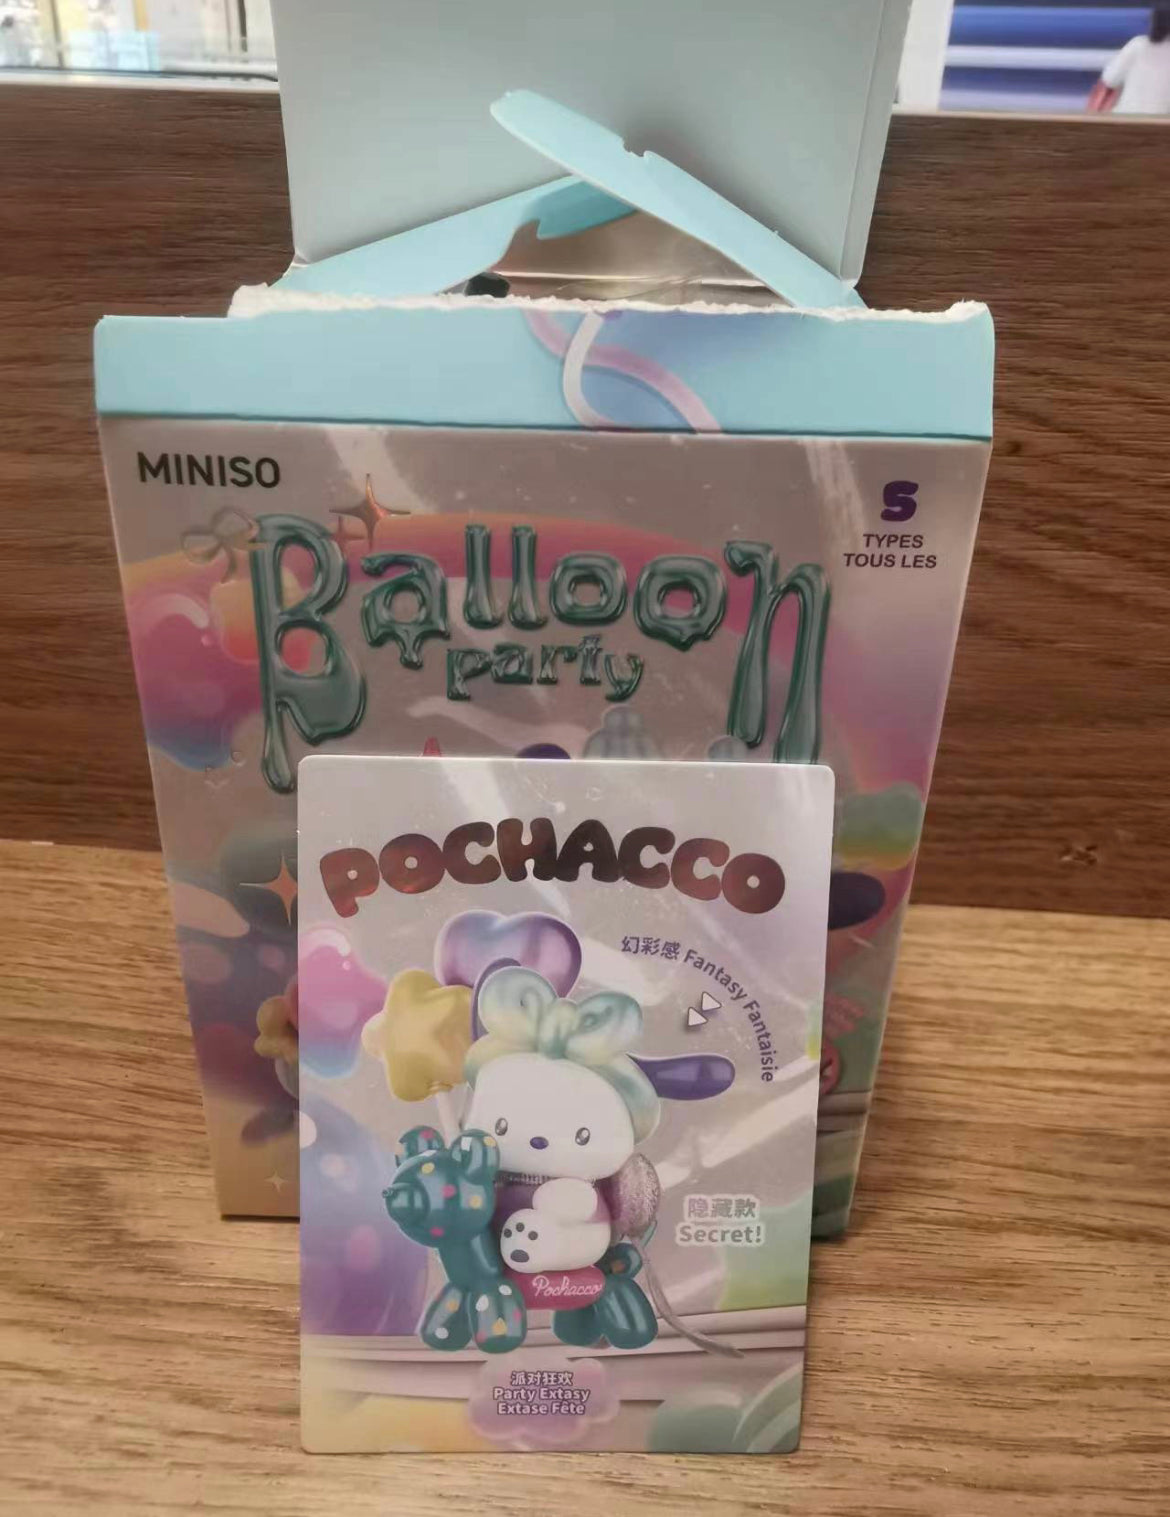 MINISO
5
TYPES
TOUS LES
Balloon
party
POCHACCO
幻彩感 Fantasy Fantaisie
隐藏款
Secret!
Pochacco
派对狂欢
Party Extasy
Extase Fête